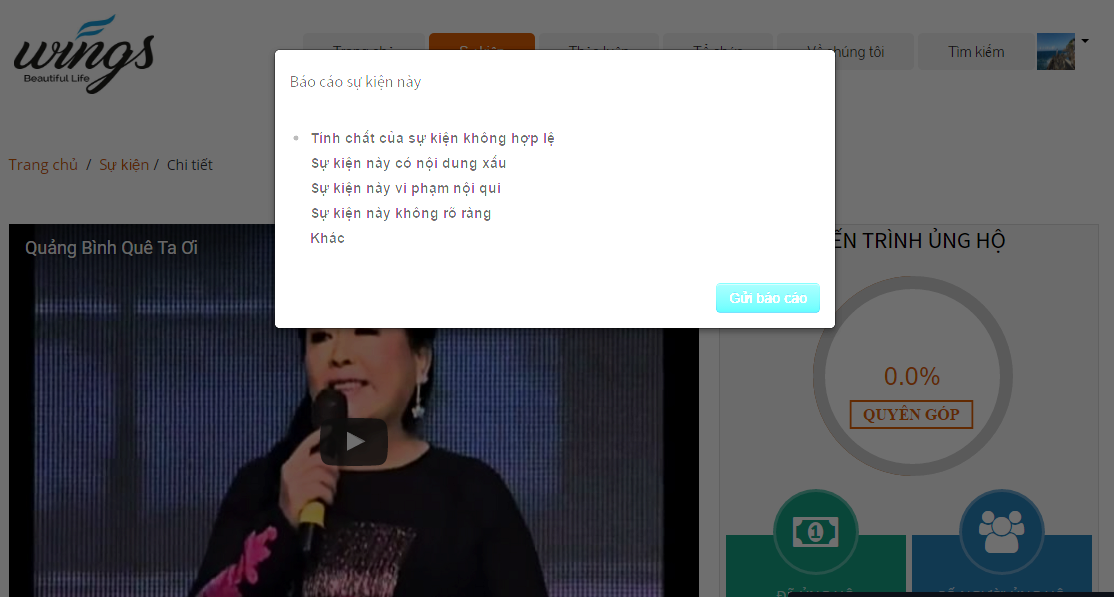 wings
Beautiful Life
Sự kiện
chúng tôi
Tìm kiếm
Báo cáo sự kiện này
Tính chất của sự kiện không hợp lệ
Sự kiện này có nội dung xấu
Sự kiện này vi phạm nội qui
Sự kiện này không rõ ràng
Khác
Gửi báo cáo
Trang chủ / Sự kiện / Chi tiết
Quảng Bình Quê Ta Ơi
TRÌNH ỦNG HỘ
0.0%
QUYÊN GÓP
1